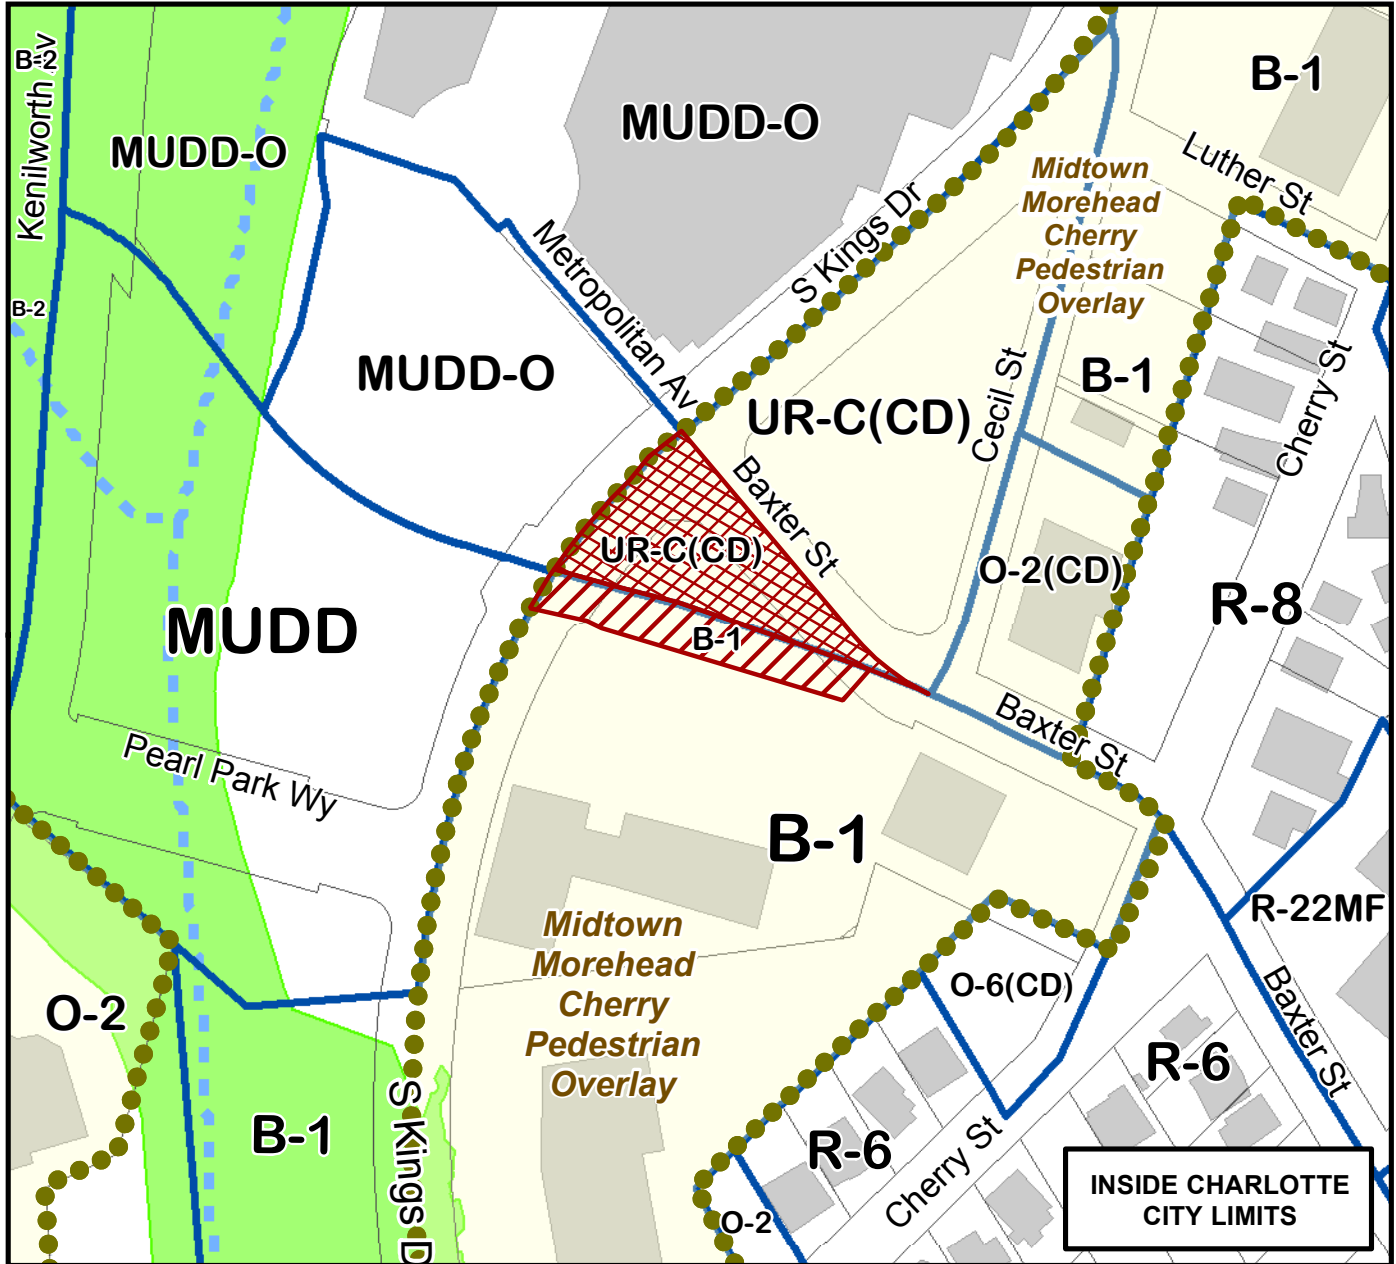 B-2
Kenilworth Av
MUDD-O
MUDD-O
B-1
Luther St
Midtown
Morehead
Cherry
Pedestrian
Overlay
S Kings Dr
Metropolitan Av
B-2
MUDD-O
UR-C(CD)
Cecil St
B-1
Cherry St
Baxter St
UR-C(CD)
O-2(CD)
R-8
MUDD
B-1
Baxter St
Pearl Park Wy
B-1
R-22MF
Midtown
Morehead
Cherry
Pedestrian
Overlay
O-6(CD)
O-2
Baxter St
R-6
S Kings D
B-1
R-6
Cherry St
O-2
INSIDE CHARLOTTE
CITY LIMITS